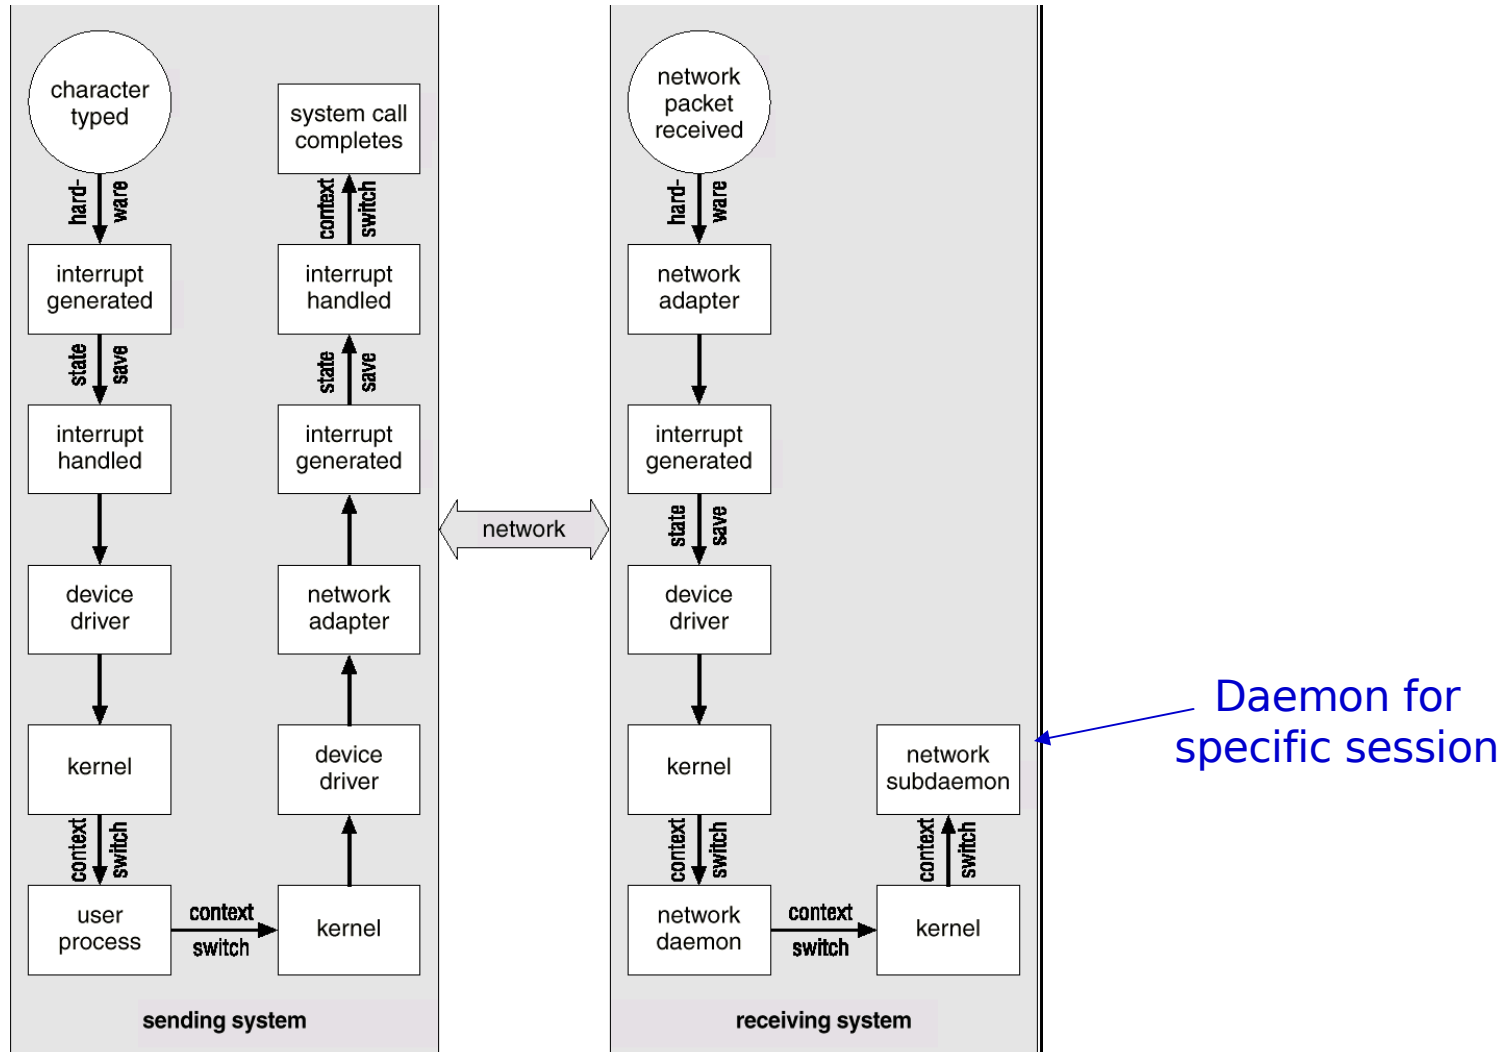 character
typed
hard-
ware
interrupt
generated
state
save
interrupt
handled
device
driver
kernel
context
switch
user
process
context
switch
kernel
device
driver
network
adapter
interrupt
generated
state
save
interrupt
handled
context
switch
system call
completes
sending system
network
network
packet
received
hard-
ware
network
adapter
interrupt
generated
state
save
device
driver
kernel
context
switch
network
daemon
context
switch
kernel
context
switch
network
subdaemon
receiving system
Daemon for
specific session